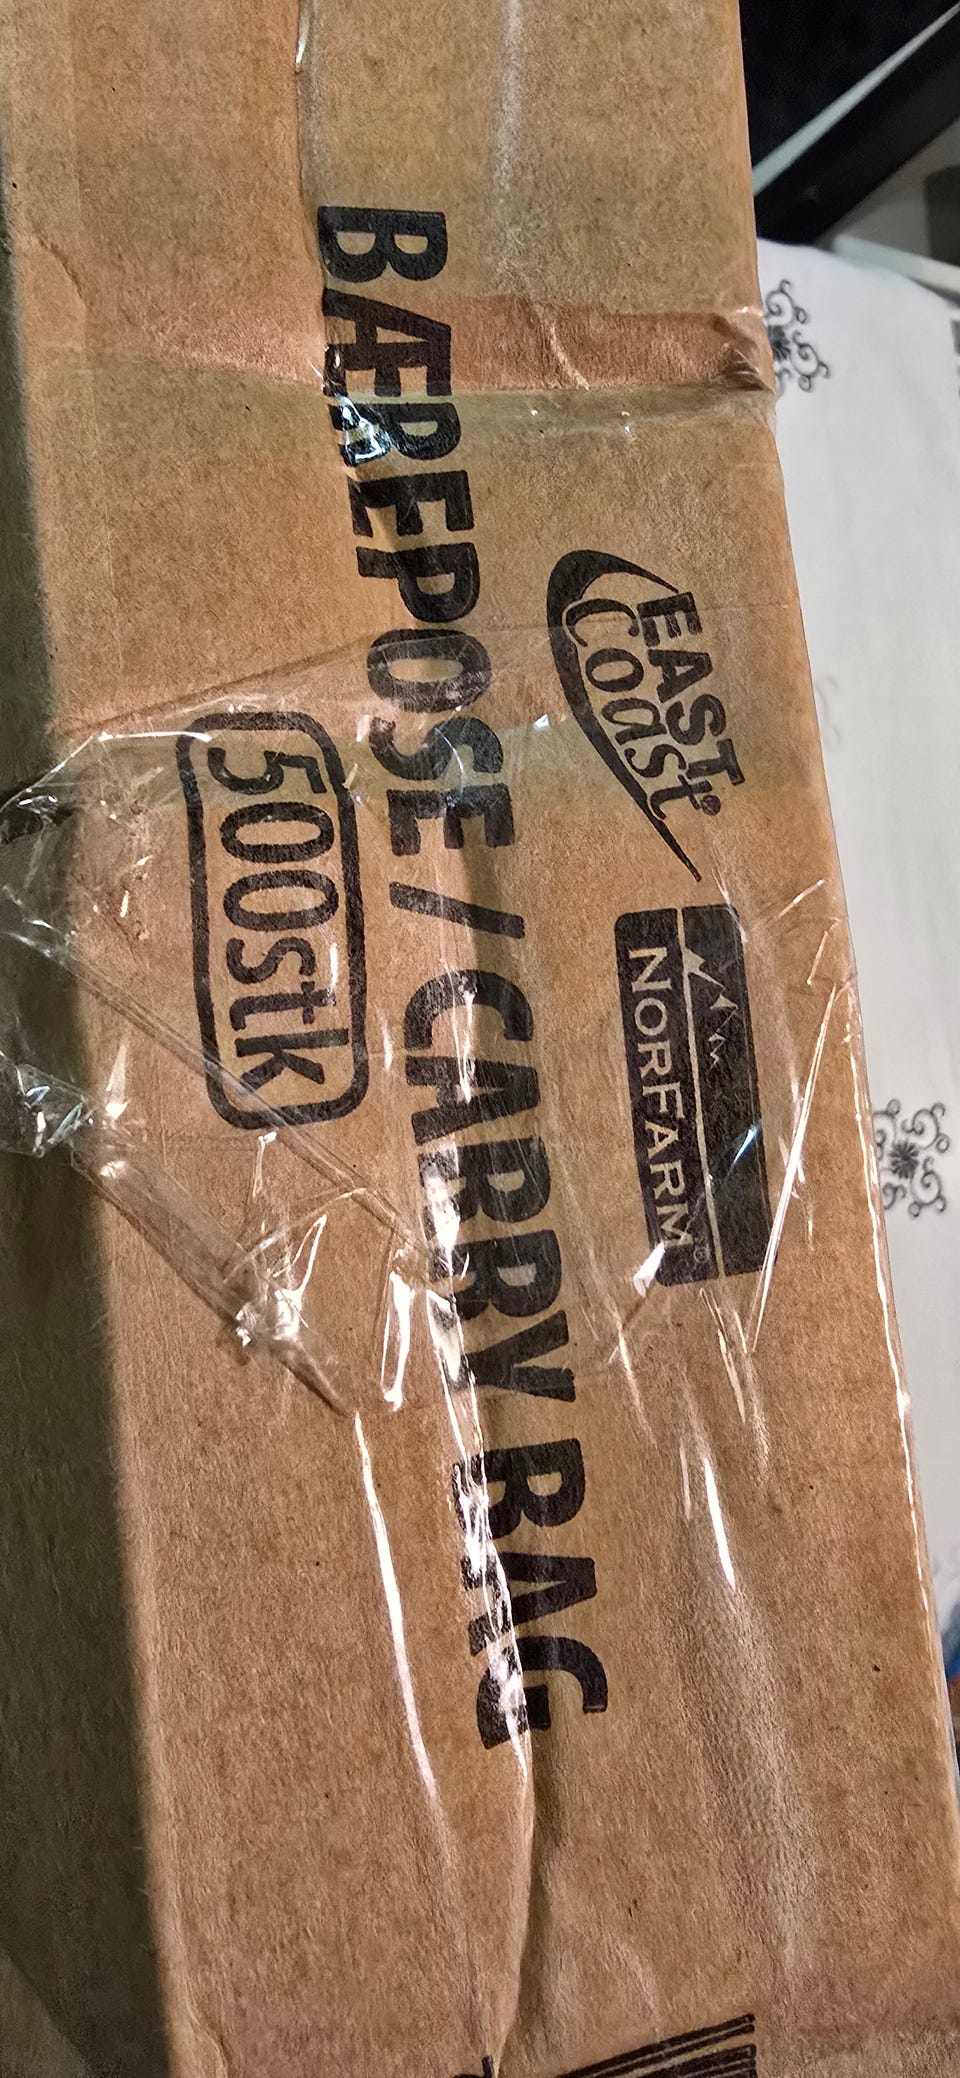 EAST
Coast
NORFARM®
BÆREPOSE / CARRY BAG
500stk